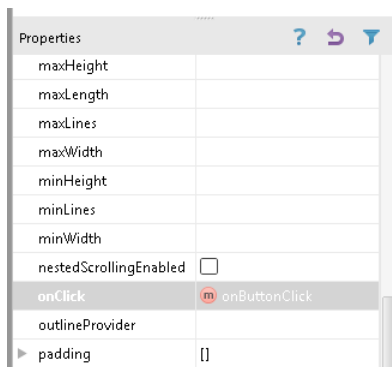 Properties ?
maxHeight
maxLength
maxLines
maxWidth
minHeight
minLines
minWidth
nestedScrollingEnabled
onClick m onButtonClick
outlineProvider
padding []